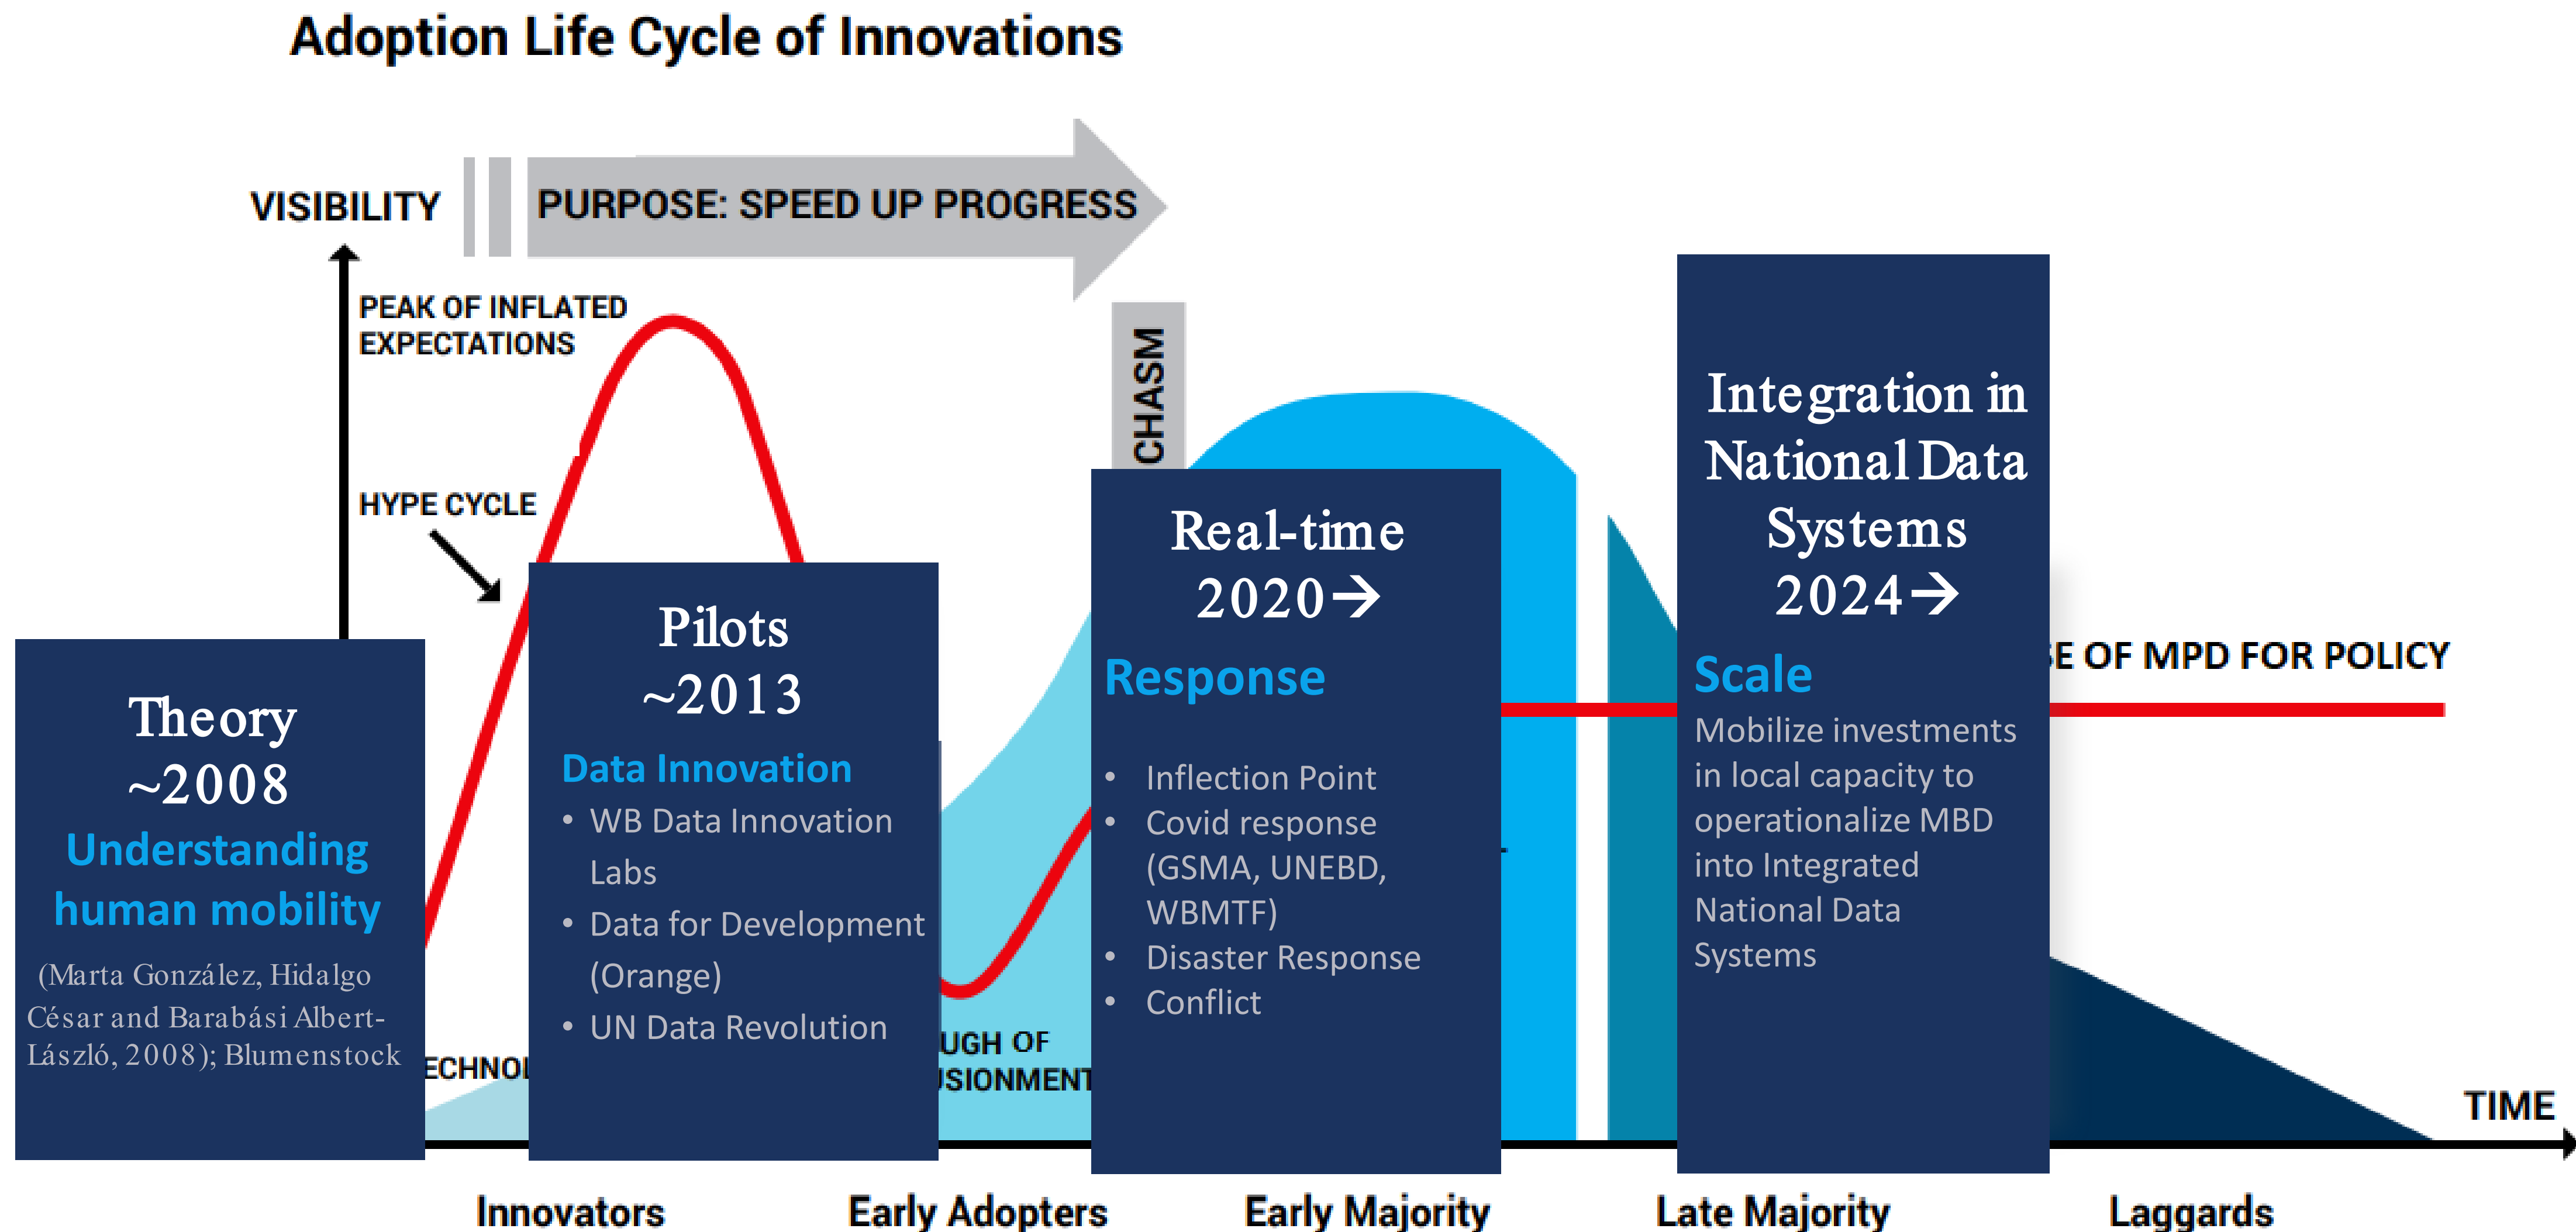 Adoption Life Cycle of Innovations
VISIBILITY
PURPOSE: SPEED UP PROGRESS
PEAK OF INFLATED
EXPECTATIONS
HYPE CYCLE
CHASM
Theory
~2008
Understanding
human mobility
(Marta González, Hidalgo
César and Barabási Albert-
László, 2008); Blumenstock
Pilots
~2013
Data Innovation
• WB Data Innovation
Labs
• Data for Development
(Orange)
• UN Data Revolution
UGH OF
USIONMENT
Real-time
2020→
Response
• Inflection Point
• Covid response
(GSMA, UNEBD,
WBMTF)
• Disaster Response
• Conflict
Integration in
National Data
Systems
2024→
Scale
Mobilize investments
in local capacity to
operationalize MBD
into Integrated
National Data
Systems
SE OF MPD FOR POLICY
ECHNOL
TIME
Innovators
Early Adopters
Early Majority
Late Majority
Laggards